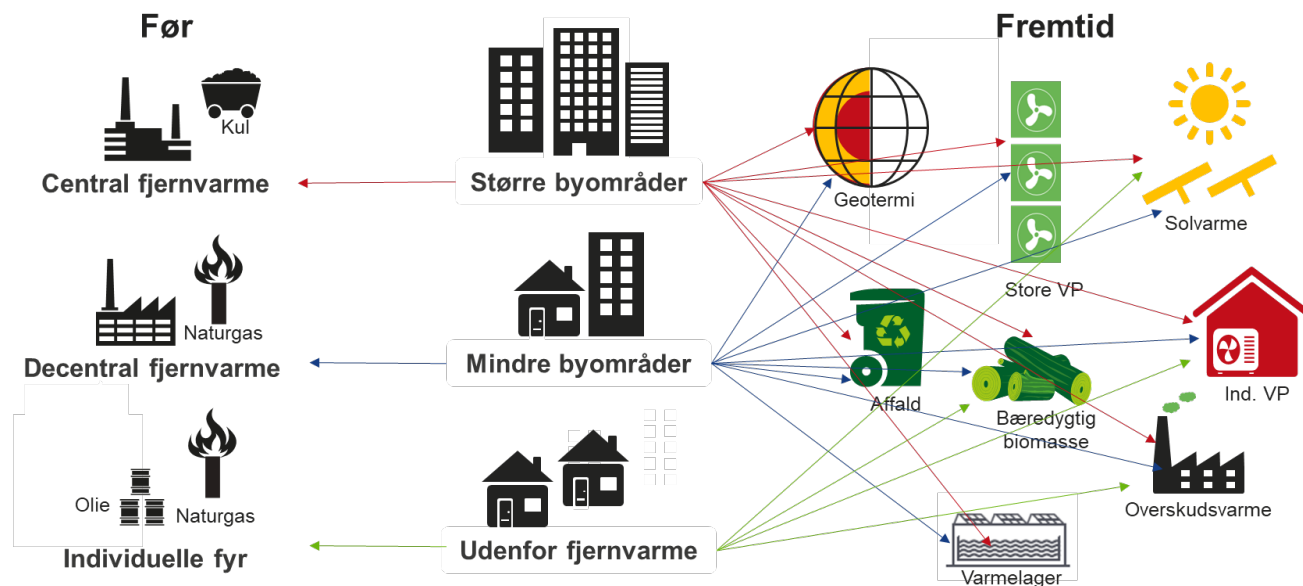 Før
Fremtid
Kul
Central fjernvarme
Større byområder
Geotermi
Solvarme
Store VP
Naturgas
Decentral fjernvarme
Mindre byområder
Affald
Bæredygtig
biomasse
Ind. VP
Olie
Naturgas
Individuelle fyr
Udenfor fjernvarme
Overskudsvarme
Varmelager